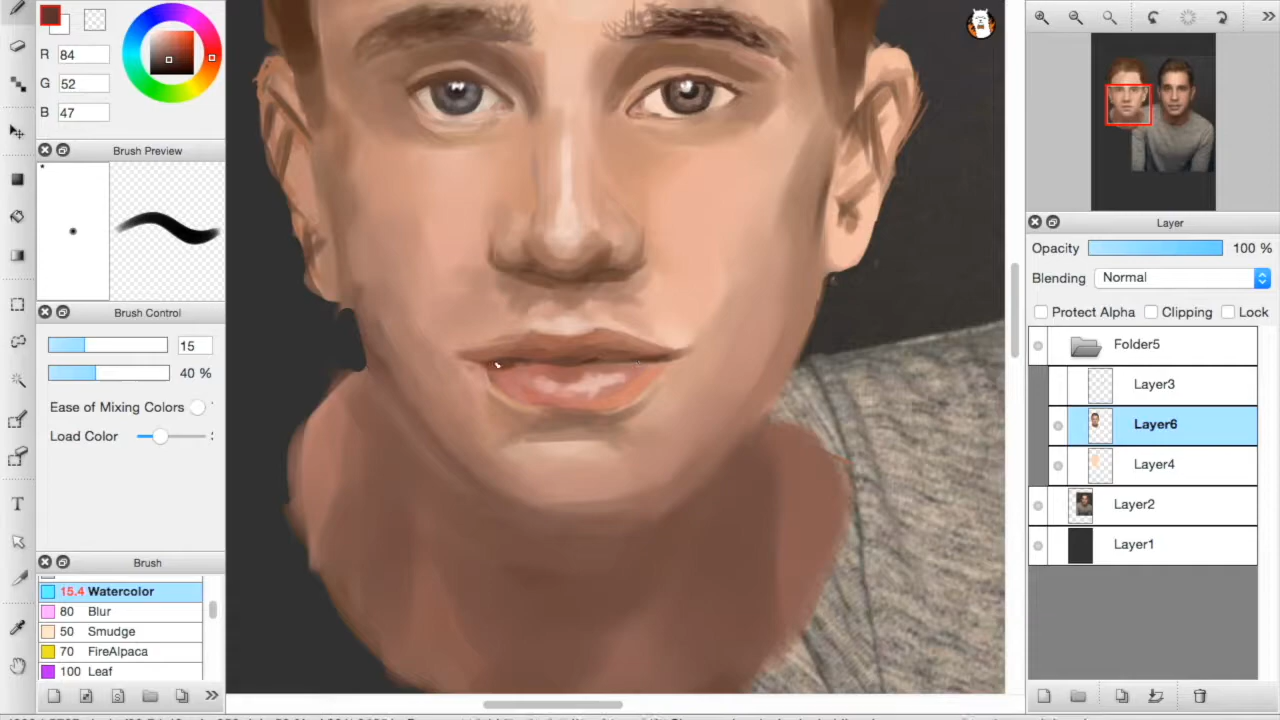 R 84
G 52
B 47
Brush Preview
Brush Control
15
40 %
Ease of Mixing Colors
Load Color
Brush
15.4 Watercolor
80 Blur
50 Smudge
70 FireAlpaca
100 Leaf
Layer
Opacity 100 %
Blending Normal
Protect Alpha Clipping Lock
Folder5
Layer3
Layer6
Layer4
Layer2
Layer1